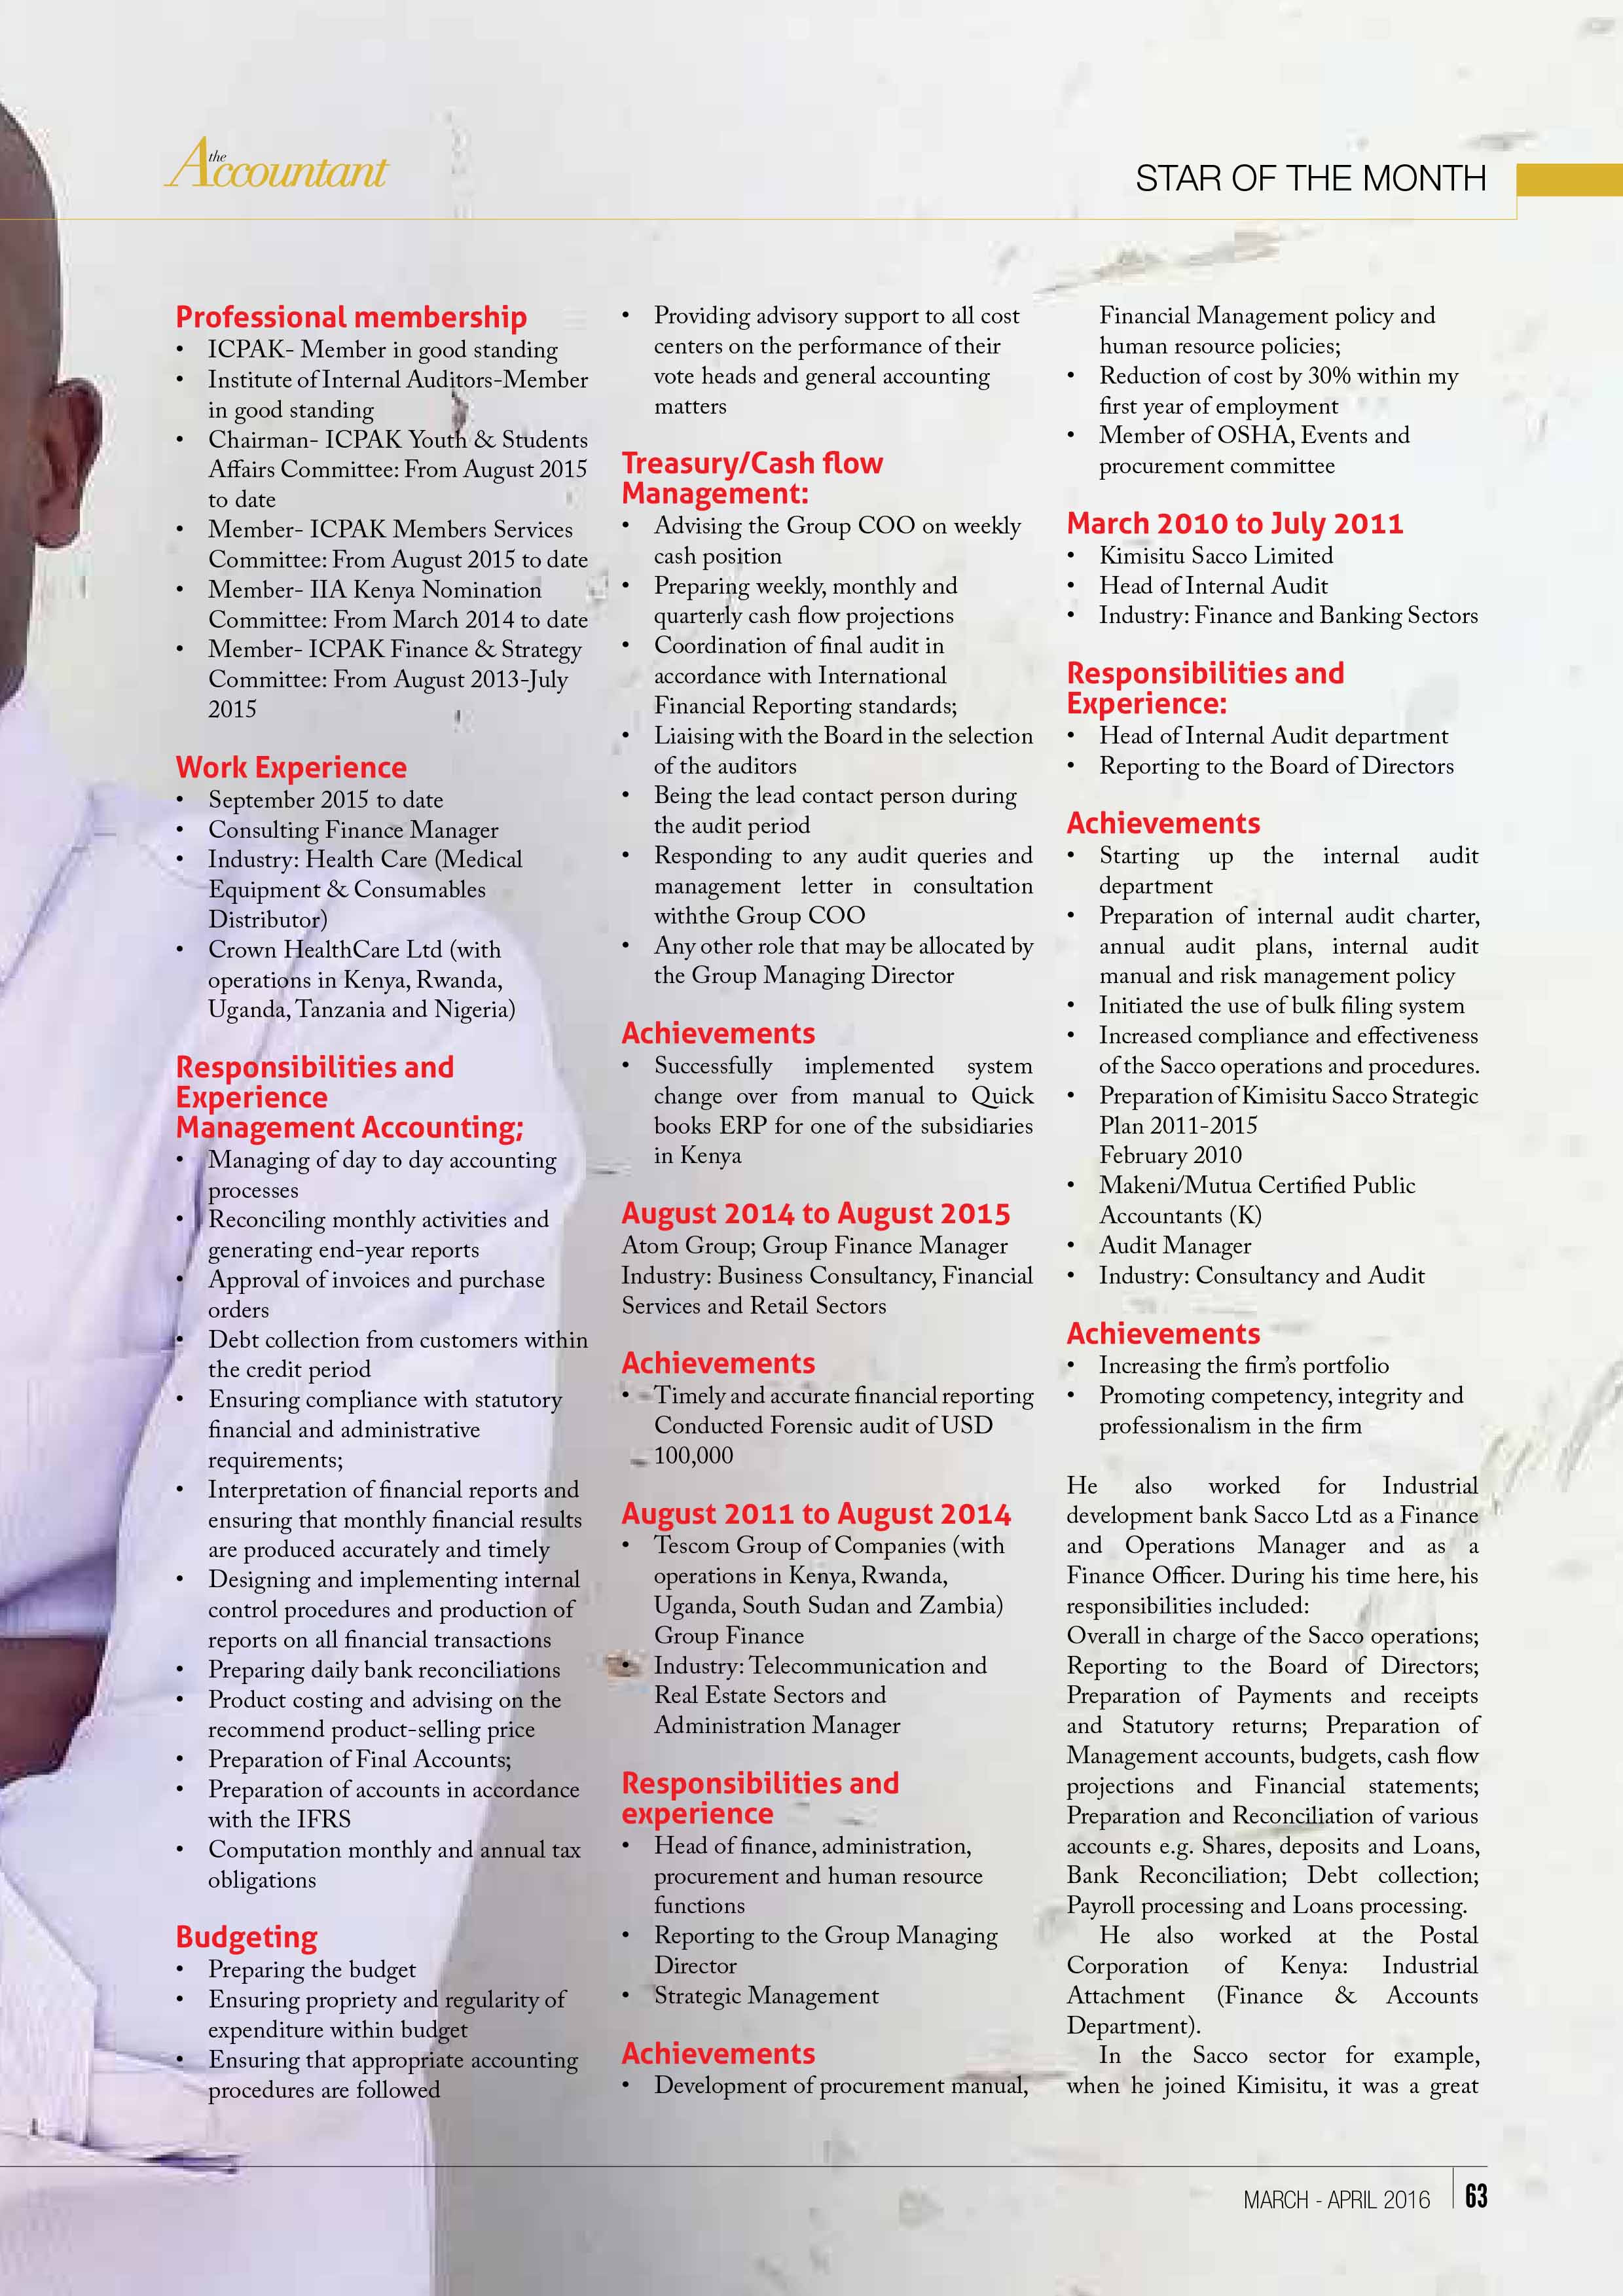 the
Accountant
STAR OF THE MONTH
Professional membership
• ICPAK- Member in good standing
• Institute of Internal Auditors-Member
in good standing
• Chairman- ICPAK Youth & Students
Affairs Committee: From August 2015
to date
• Member- ICPAK Members Services
Committee: From August 2015 to date
• Member- IIA Kenya Nomination
Committee: From March 2014 to date
• Member- ICPAK Finance & Strategy
Committee: From August 2013-July
2015
Work Experience
• September 2015 to date
• Consulting Finance Manager
• Industry: Health Care (Medical
Equipment & Consumables
Distributor)
• Crown HealthCare Ltd (with
operations in Kenya, Rwanda,
Uganda, Tanzania and Nigeria)
Responsibilities and
Experience
Management Accounting;
• Managing of day to day accounting
processes
• Reconciling monthly activities and
generating end-year reports
• Approval of invoices and purchase
orders
• Debt collection from customers within
the credit period
• Ensuring compliance with statutory
financial and administrative
requirements;
• Interpretation of financial reports and
ensuring that monthly financial results
are produced accurately and timely
• Designing and implementing internal
control procedures and production of
reports on all financial transactions
• Preparing daily bank reconciliations
• Product costing and advising on the
recommend product-selling price
• Preparation of Final Accounts;
• Preparation of accounts in accordance
with the IFRS
• Computation monthly and annual tax
obligations
Budgeting
• Preparing the budget
• Ensuring propriety and regularity of
expenditure within budget
• Ensuring that appropriate accounting
procedures are followed
• Providing advisory support to all cost
centers on the performance of their
vote heads and general accounting
matters
Treasury/Cash flow
Management:
• Advising the Group COO on weekly
cash position
• Preparing weekly, monthly and
quarterly cash flow projections
• Coordination of final audit in
accordance with International
Financial Reporting standards;
• Liaising with the Board in the selection
of the auditors
• Being the lead contact person during
the audit period
• Responding to any audit queries and
management letter in consultation
withthe Group COO
• Any other role that may be allocated by
the Group Managing Director
Achievements
• Successfully implemented system
change over from manual to Quick
books ERP for one of the subsidiaries
in Kenya
August 2014 to August 2015
Atom Group; Group Finance Manager
Industry: Business Consultancy, Financial
Services and Retail Sectors
Achievements
• Timely and accurate financial reporting
Conducted Forensic audit of USD
100,000
August 2011 to August 2014
• Tescom Group of Companies (with
operations in Kenya, Rwanda,
Uganda, South Sudan and Zambia)
Group Finance
• Industry: Telecommunication and
Real Estate Sectors and
Administration Manager
Responsibilities and
experience
• Head of finance, administration,
procurement and human resource
functions
• Reporting to the Group Managing
Director
• Strategic Management
Achievements
• Development of procurement manual,
Financial Management policy and
human resource policies;
• Reduction of cost by 30% within my
first year of employment
• Member of OSHA, Events and
procurement committee
March 2010 to July 2011
• Kimisitu Sacco Limited
• Head of Internal Audit
• Industry: Finance and Banking Sectors
Responsibilities and
Experience:
• Head of Internal Audit department
• Reporting to the Board of Directors
Achievements
• Starting up the internal audit
department
• Preparation of internal audit charter,
annual audit plans, internal audit
manual and risk management policy
• Initiated the use of bulk filing system
• Increased compliance and effectiveness
of the Sacco operations and procedures.
• Preparation of Kimisitu Sacco Strategic
Plan 2011-2015
February 2010
• Makeni/Mutua Certified Public
Accountants (K)
• Audit Manager
• Industry: Consultancy and Audit
Achievements
• Increasing the firm's portfolio
• Promoting competency, integrity and
professionalism in the firm
He also worked for Industrial
development bank Sacco Ltd as a Finance
and Operations Manager and as a
Finance Officer. During his time here, his
responsibilities included:
Overall in charge of the Sacco operations;
Reporting to the Board of Directors;
Preparation of Payments and receipts
and Statutory returns; Preparation of
Management accounts, budgets, cash flow
projections and Financial statements;
Preparation and Reconciliation of various
accounts e.g. Shares, deposits and Loans,
Bank Reconciliation; Debt collection;
Payroll processing and Loans processing.
He also worked at the Postal
Corporation of Kenya: Industrial
Attachment (Finance & Accounts
Department).
In the Sacco sector for example,
when he joined Kimisitu, it was a great
MARCH - APRIL 2016
63